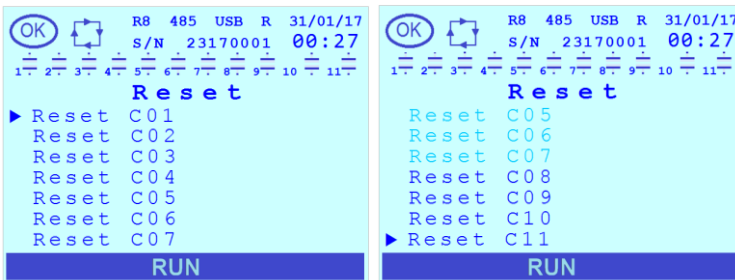 OK R8 485 USB R 31/01/17
S/N 23170001 00:27
1 2 3 4 5 6 7 8 9 10 11
Reset
Reset C01
Reset C02
Reset C03
Reset C04
Reset C05
Reset C06
Reset C07
RUN
OK R8 485 USB R 31/01/17
S/N 23170001 00:27
1 2 3 4 5 6 7 8 9 10 11
Reset
Reset C05
Reset C06
Reset C07
Reset C08
Reset C09
Reset C10
Reset C11
RUN